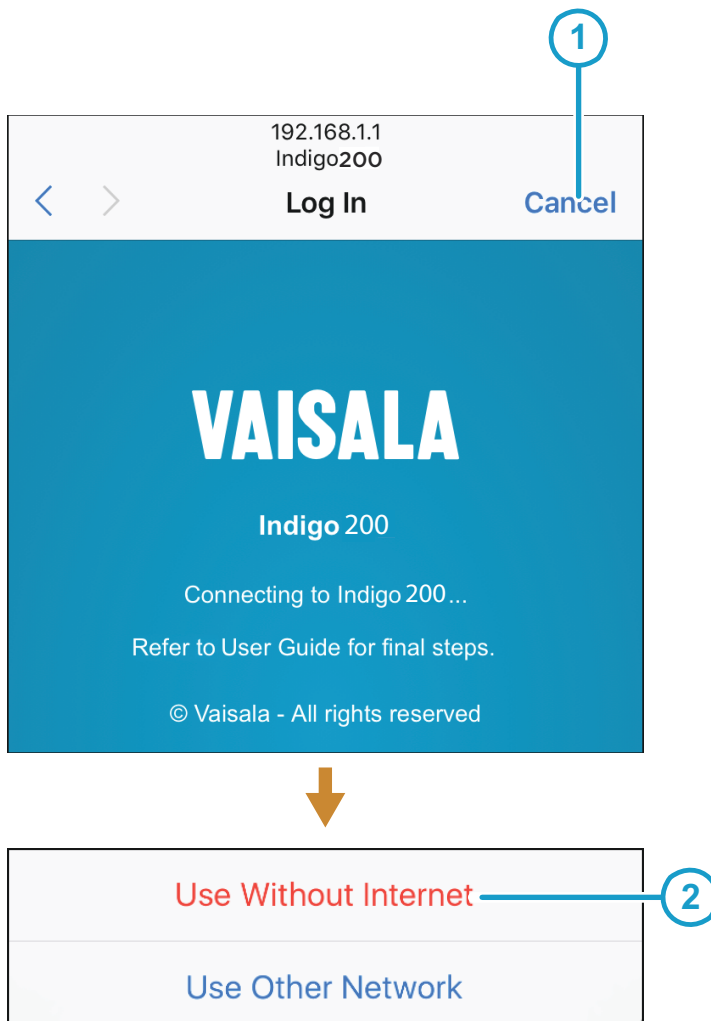 1
192.168.1.1
Indigo200
Log In Cancel
VAISALA
Indigo 200
Connecting to Indigo 200...
Refer to User Guide for final steps.
© Vaisala - All rights reserved
Use Without Internet 2
Use Other Network